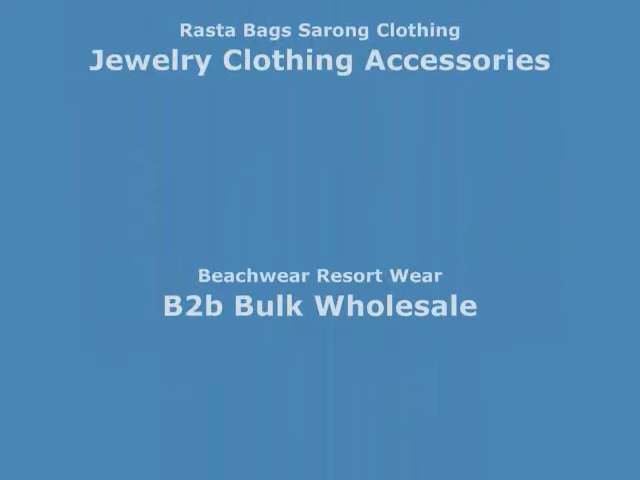 Rasta Bags Sarong Clothing
Jewelry Clothing Accessories
Beachwear Resort Wear
B2b Bulk Wholesale